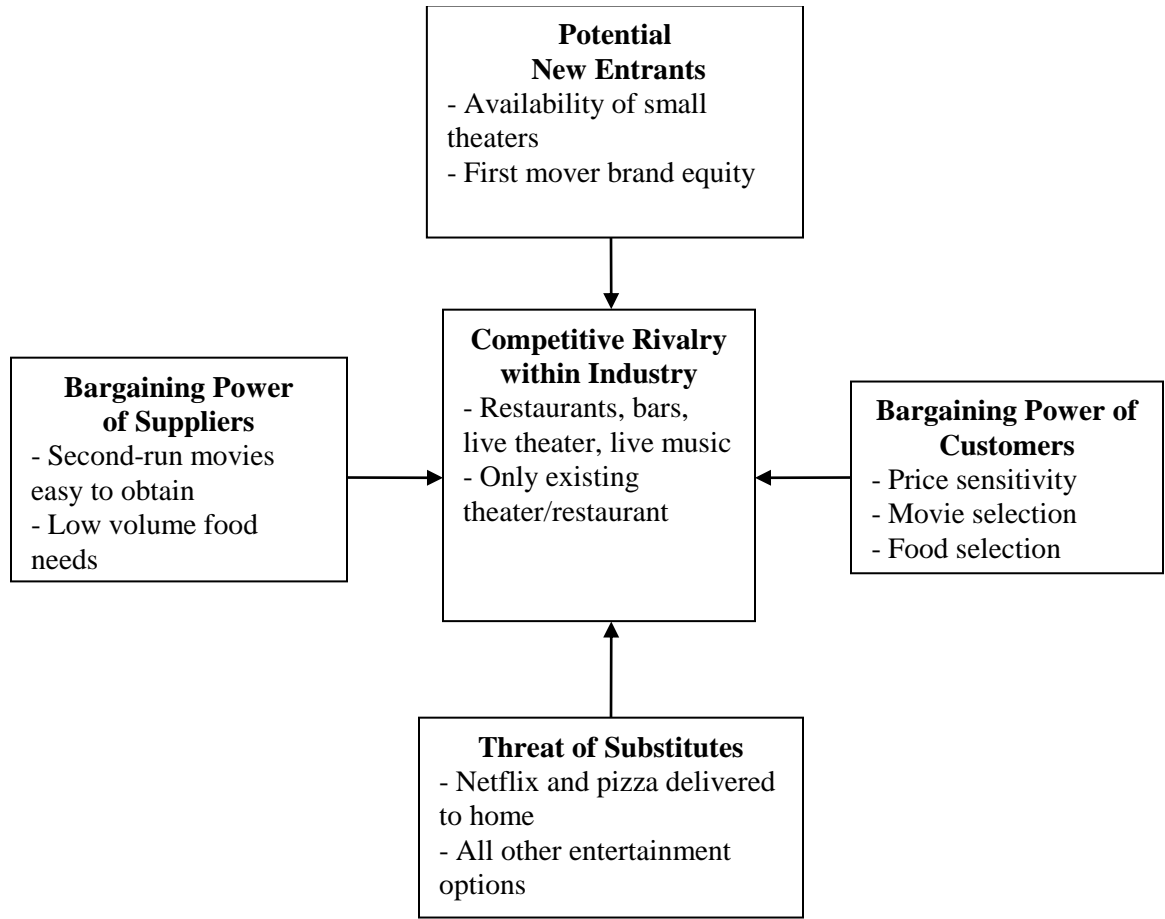 Potential
New Entrants
- Availability of small
theaters
- First mover brand equity
Competitive Rivalry
within Industry
- Restaurants, bars,
live theater, live music
- Only existing
theater/restaurant
Bargaining Power
of Suppliers
- Second-run movies
easy to obtain
- Low volume food
needs
Bargaining Power of
Customers
- Price sensitivity
- Movie selection
- Food selection
Threat of Substitutes
- Netflix and pizza delivered
to home
- All other entertainment
options